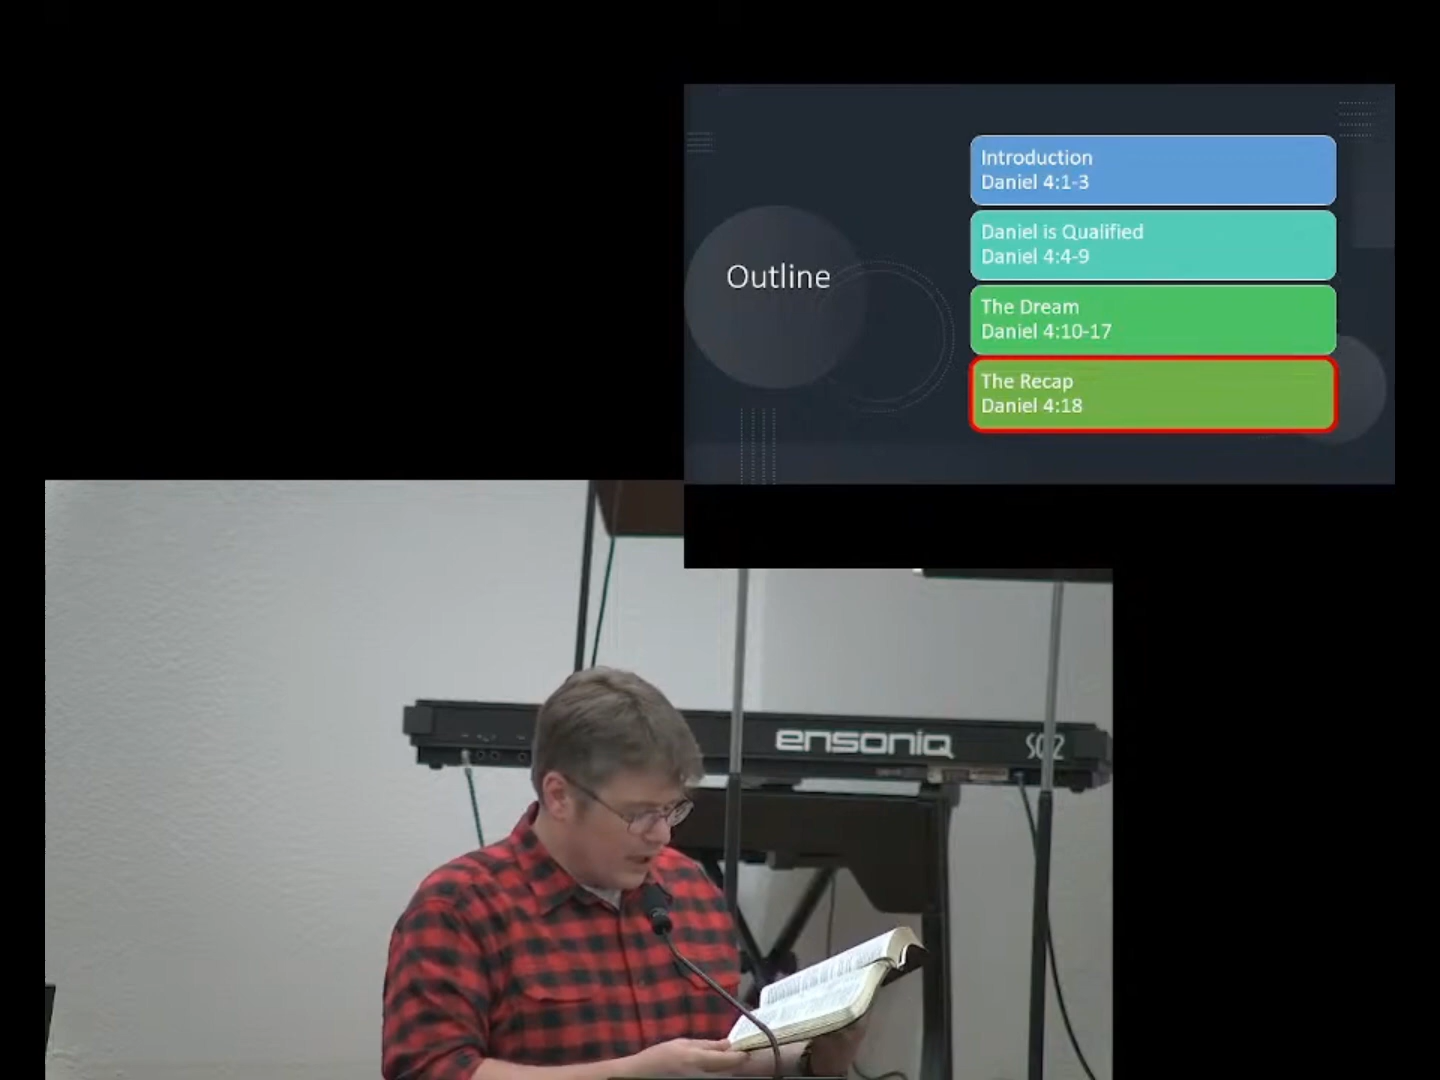 Outline
Introduction
Daniel 4:1-3
Daniel is Qualified
Daniel 4:4-9
The Dream
Daniel 4:10-17
The Recap
Daniel 4:18
ensoniq